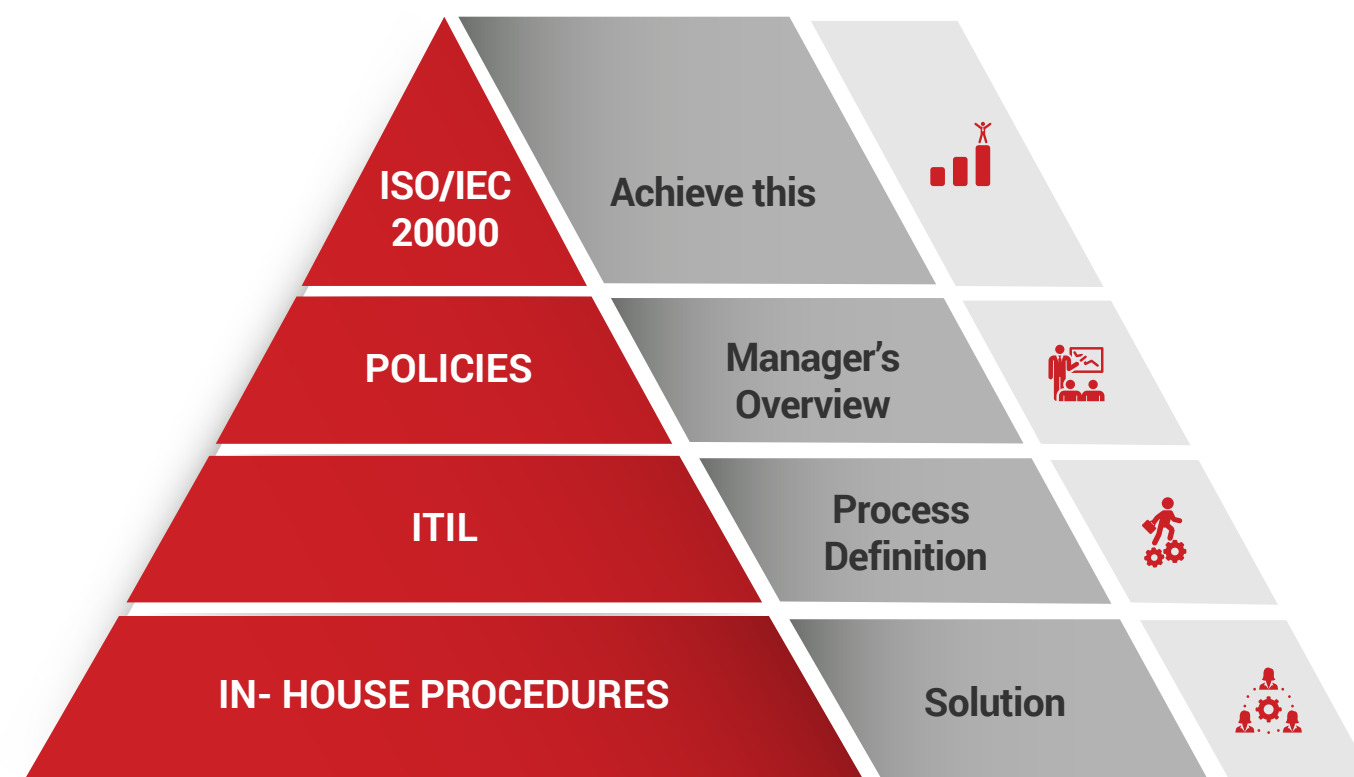 ISO/IEC
20000
Achieve this
POLICIES
Manager’s
Overview
ITIL
Process
Definition
IN- HOUSE PROCEDURES
Solution